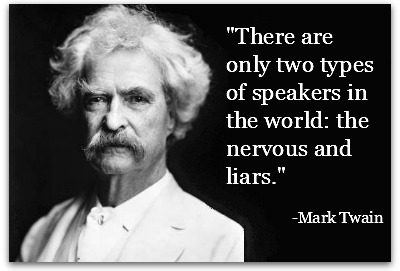 "There are
only two types
of speakers in
the world: the
nervous and
liars."
-Mark Twain